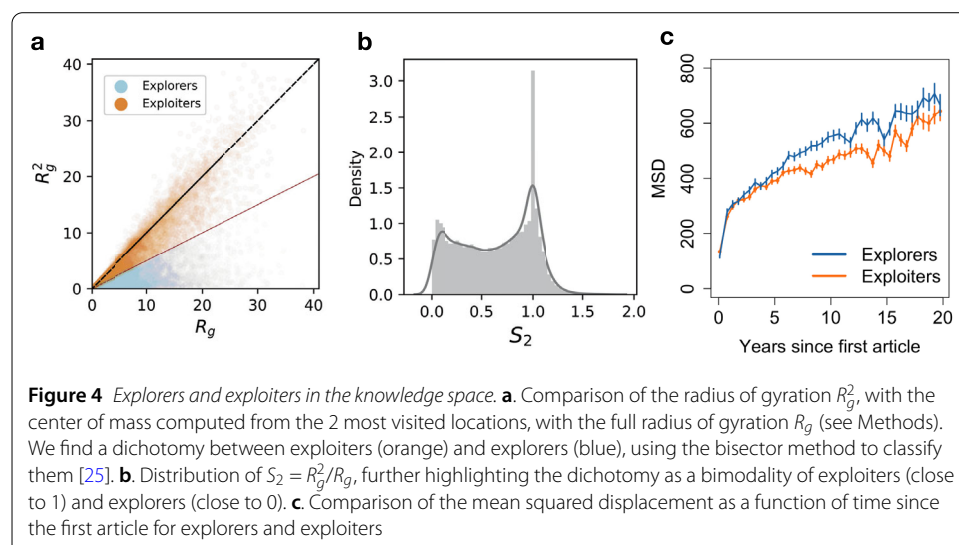 a
40
30
20
10
0
R_g^2
Explorers
Exploiters
0 10 20 30 40
R_g
b
3.0
2.5
2.0
1.5
1.0
0.5
0.0
Density
0.0 0.5 1.0 1.5 2.0
S_2
c
800
600
400
200
0
MSD
Explorers
Exploiters
0 5 10 15 20
Years since first article
Figure 4 Explorers and exploiters in the knowledge space. a. Comparison of the radius of gyration R_g^2, with the
center of mass computed from the 2 most visited locations, with the full radius of gyration R_g (see Methods).
We find a dichotomy between exploiters (orange) and explorers (blue), using the bisector method to classify
them [25]. b. Distribution of S_2 = R_g^2/R_g, further highlighting the dichotomy as a bimodality of exploiters (close
to 1) and explorers (close to 0). c. Comparison of the mean squared displacement as a function of time since
the first article for explorers and exploiters